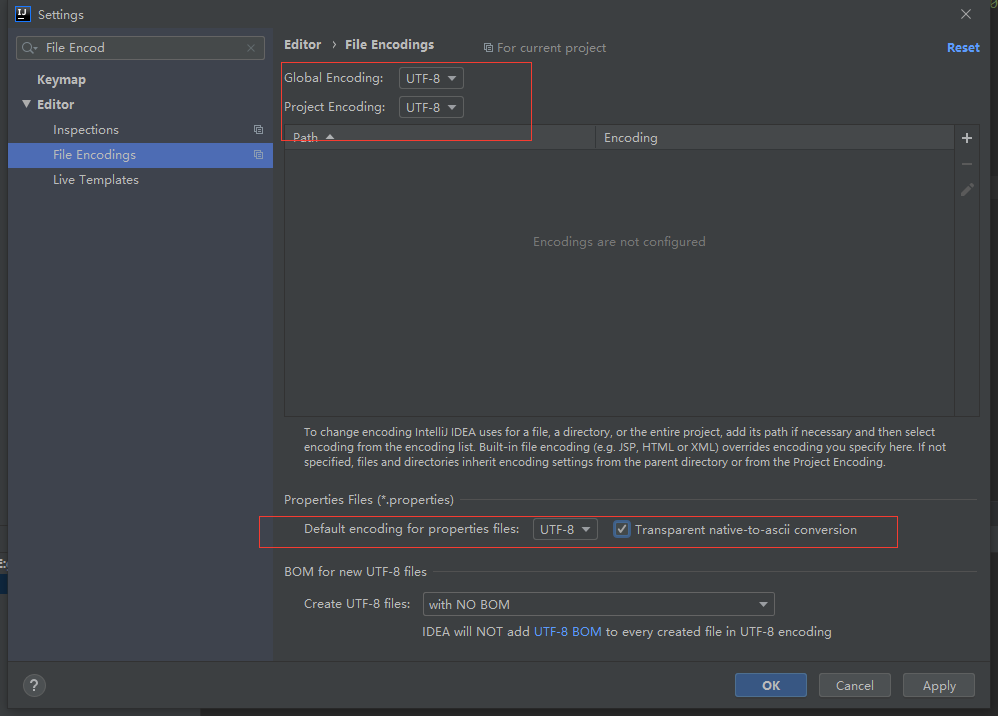 Settings
File Encod
Keymap
Editor
Inspections
File Encodings
Live Templates
Editor › File Encodings
For current project
Reset
Global Encoding: UTF-8
Project Encoding: UTF-8
Path Encoding
Encodings are not configured
To change encoding IntelliJ IDEA uses for a file, a directory, or the entire project, add its path if necessary and then select
encoding from the encoding list. Built-in file encoding (e.g. JSP, HTML or XML) overrides encoding you specify here. If not
specified, files and directories inherit encoding settings from the parent directory or from the Project Encoding.
Properties Files (*.properties)
Default encoding for properties files: UTF-8 Transparent native-to-ascii conversion
BOM for new UTF-8 files
Create UTF-8 files: with NO BOM
IDEA will NOT add UTF-8 BOM to every created file in UTF-8 encoding
?
OK Cancel Apply